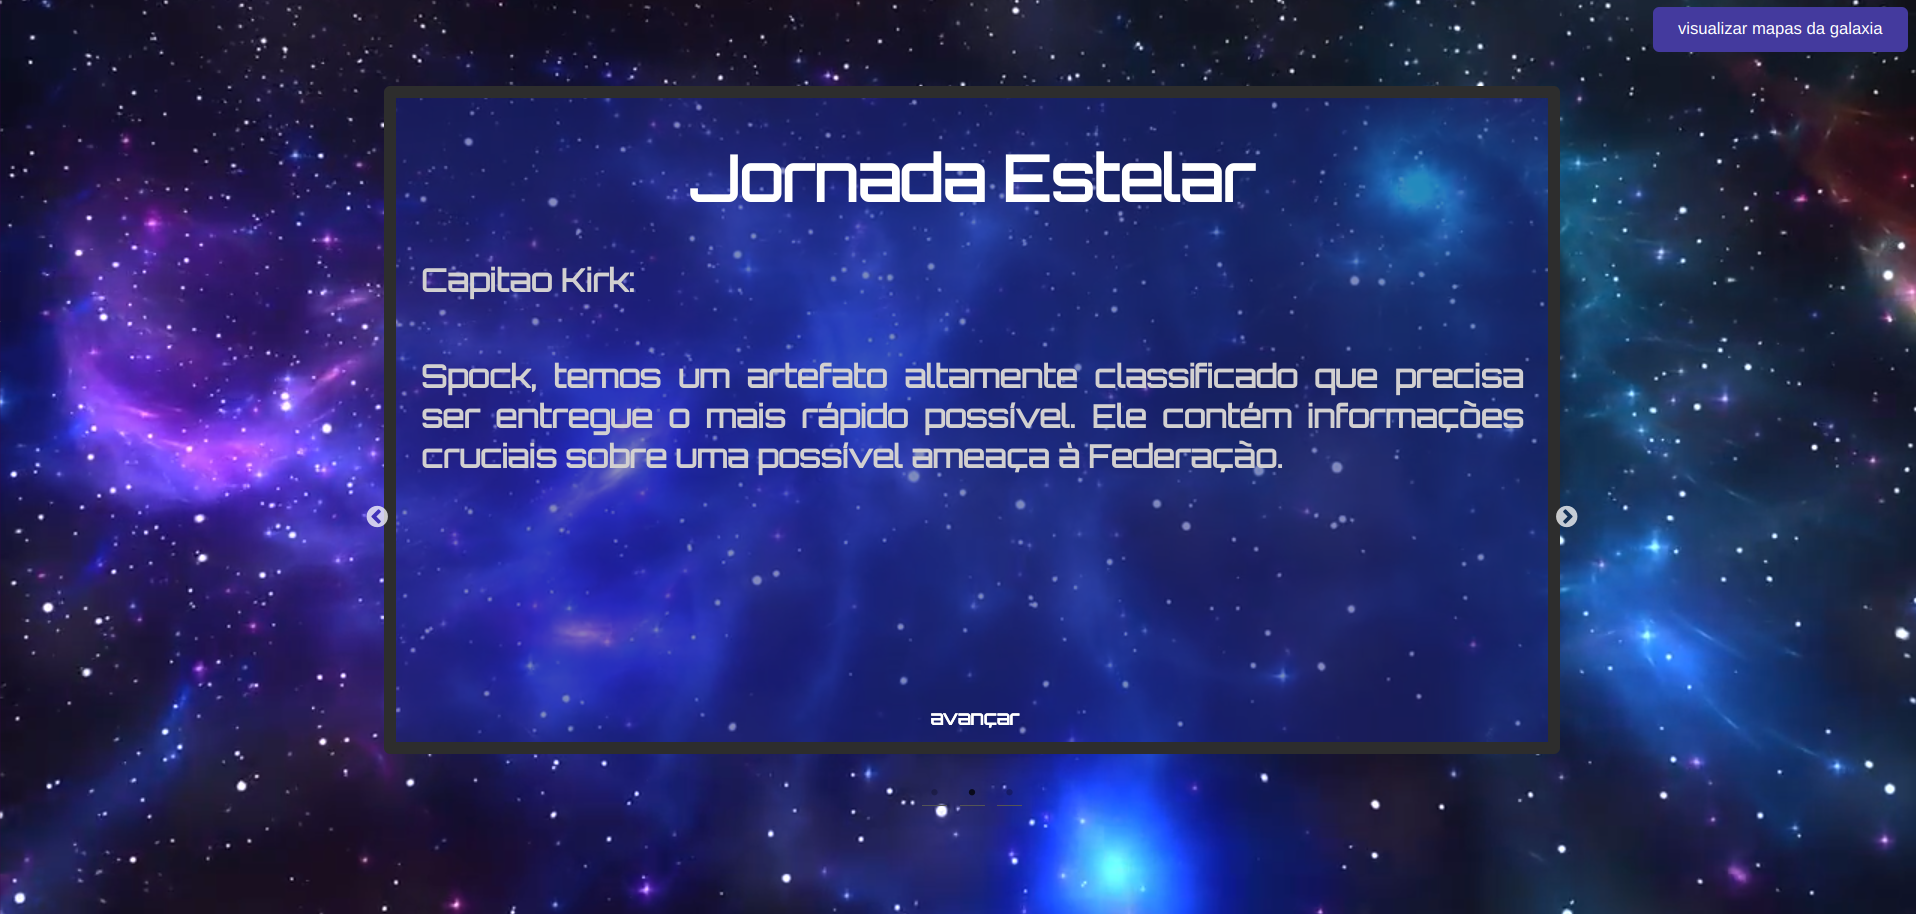 visualizar mapas da galaxia
Jornada Estelar
Capitao Kirk:
Spock, temos um artefato altamente classificado que precisa
ser entregue o mais rápido possível. Ele contém informações
cruciais sobre uma possível ameaça à Federação.
avançar